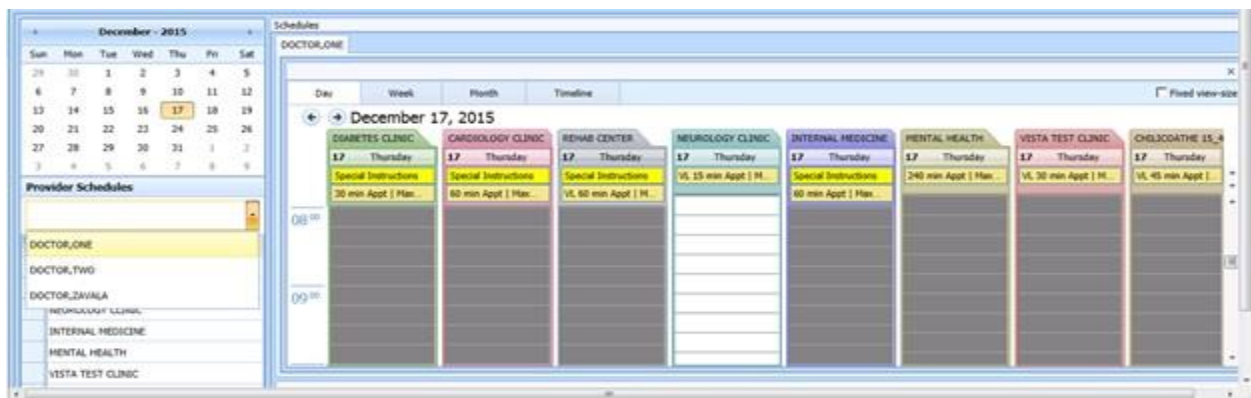 December - 2015
Sun Mon Tue Wed Thu Fri Sat
29 30 1 2 3 4 5
6 7 8 9 10 11 12
13 14 15 16 17 18 19
20 21 22 23 24 25 26
27 28 29 30 31 1 2
3 4 5 6 7 8 9
Provider Schedules
DOCTOR,ONE
DOCTOR,TWO
DOCTOR,ZAVALA
NEUROLOGY CLINIC
INTERNAL MEDICINE
MENTAL HEALTH
VISTA TEST CLINIC
Schedules
DOCTOR,ONE
Day Week Month Timeline Fixed view-size
December 17, 2015
DIABETES CLINIC CARDIOLOGY CLINIC REHAB CENTER NEUROLOGY CLINIC INTERNAL MEDICINE MENTAL HEALTH VISTA TEST CLINIC CHILICOATHE 15_4
17 Thursday 17 Thursday 17 Thursday 17 Thursday 17 Thursday 17 Thursday 17 Thursday 17 Thursday
Special Instructions Special Instructions Special Instructions VL 15 min Appt | M... Special Instructions 240 min Appt | Max... VL 30 min Appt | M... VL 45 min Appt |
30 min Appt | Max... 60 min Appt | Max... VL 60 min Appt | M... 60 min Appt | Max...
08 00
09 00